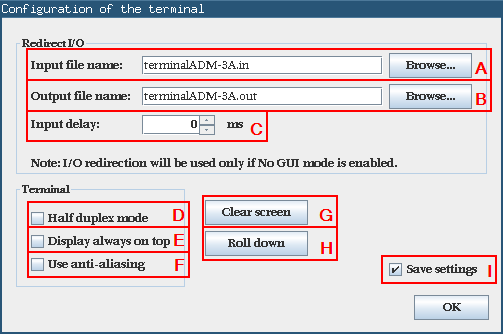 Configuration of the terminal
Redirect I/O
Input file name: terminalADM-3A.in Browse... A
Output file name: terminalADM-3A.out Browse... B
Input delay: 0 ms C
Note: I/O redirection will be used only if No GUI mode is enabled.
Terminal
Half duplex mode D Clear screen G
Display always on top E Roll down H
Use anti-aliasing F
Save settings I
OK